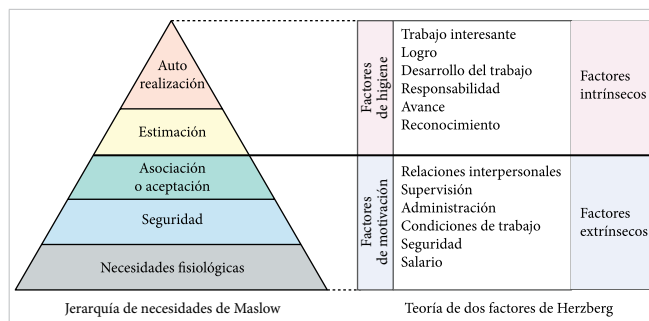 Auto
realización
Estimación
Asociación
o aceptación
Seguridad
Necesidades fisiológicas
Jerarquía de necesidades de Maslow
Factores
de higiene
Trabajo interesante
Logro
Desarrollo del trabajo
Responsabilidad
Avance
Reconocimiento
Factores
intrínsecos
Factores
de motivación
Relaciones interpersonales
Supervisión
Administración
Condiciones de trabajo
Seguridad
Salario
Factores
extrínsecos
Teoría de dos factores de Herzberg